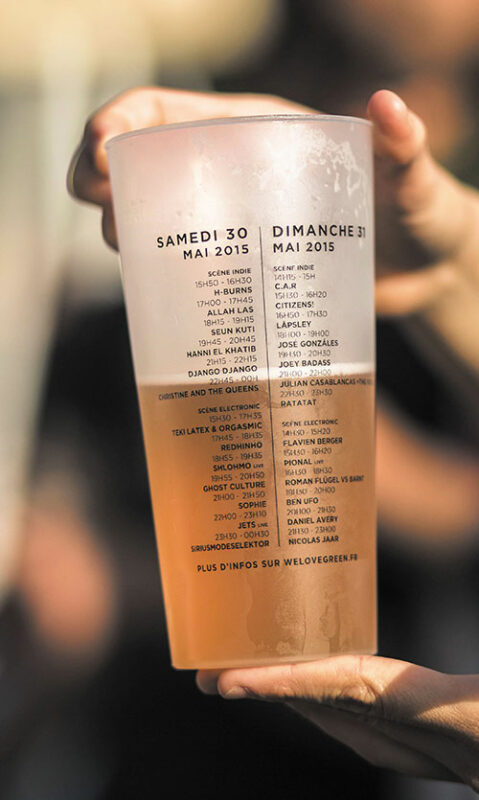 SAMEDI 30
MAI 2015
SCÈNE INDIE
15H50 - 16H30
H-BURNS
17H00 - 17H45
ALLAH LAS
18H15 - 19H15
SEUN KUTI
19H45 - 20H45
HANNI EL KHATIB
21H15 - 22H15
DJANGO DJANGO
22H45 - 00H
CHRISTINE AND THE QUEENS
SCÈNE ELECTRONIC
15H30 - 17H35
TEKI LATEX & ORGASMIC
17H45 - 18H35
REDHINHO
18H55 - 19H35
SHLOHMO LIVE
19H55 - 20H50
GHOST CULTURE
21H00 - 21H50
SOPHIE
22H00 - 23H10
JETS LIVE
23H30 - 00H30
SIRIUSMODESELEKTOR
DIMANCHE 31
MAI 2015
SCÈNE INDIE
14H15 - 15H
C.A.R
15H30 - 16H20
CITIZENS!
16H50 - 17H30
LÅPSLEY
18H00 - 19H00
JOSÉ GONZÁLES
19H30 - 20H30
JOEY BADASS
21H00 - 22H00
JULIAN CASABLANCAS +THE
22H30 - 23H30
RATATAT
SCÈNE ELECTRONIC
14H30 - 15H20
FLAVIEN BERGER
15H30 - 16H20
PIONAL LIVE
16H30 - 18H30
ROMAN FLÜGEL VS BARNT
18H30 - 20H00
BEN UFO
20H00 - 21H30
DANIEL AVERY
21H30 - 23H00
NICOLAS JAAR
PLUS D'INFOS SUR WELOVEGREEN.FR